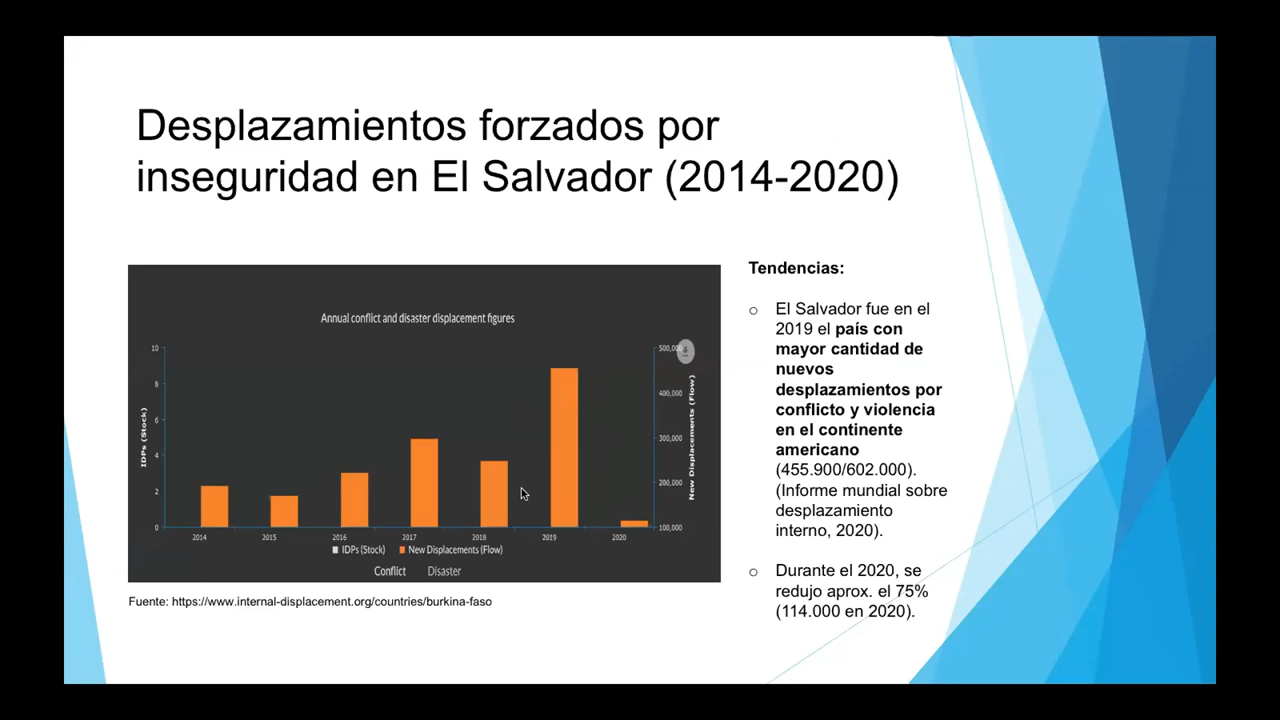 Desplazamientos forzados por
inseguridad en El Salvador (2014-2020)
Annual conflict and disaster displacement figures
10
8
6
4
2
0
IDPs (Stock)
500,000
400,000
300,000
200,000
100,000
New Displacements (Flow)
2014 2015 2016 2017 2018 2019 2020
IDPs (Stock) New Displacements (Flow)
Conflict Disaster
Fuente: https://www.internal-displacement.org/countries/burkina-faso
Tendencias:
El Salvador fue en el
2019 el país con
mayor cantidad de
nuevos
desplazamientos por
conflicto y violencia
en el continente
americano
(455.900/602.000).
(Informe mundial sobre
desplazamiento
interno, 2020).
Durante el 2020, se
redujo aprox. el 75%
(114.000 en 2020).